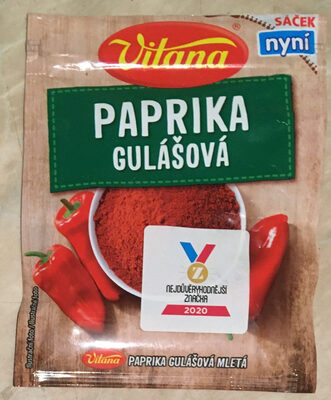 SÁČEK
nyní
Vitana
PAPRIKA
GULÁŠOVÁ
NEJDŮVĚRYHODNĚJŠÍ
ZNAČKA
2020
Vitana PAPRIKA GULÁŠOVÁ MLETÁ